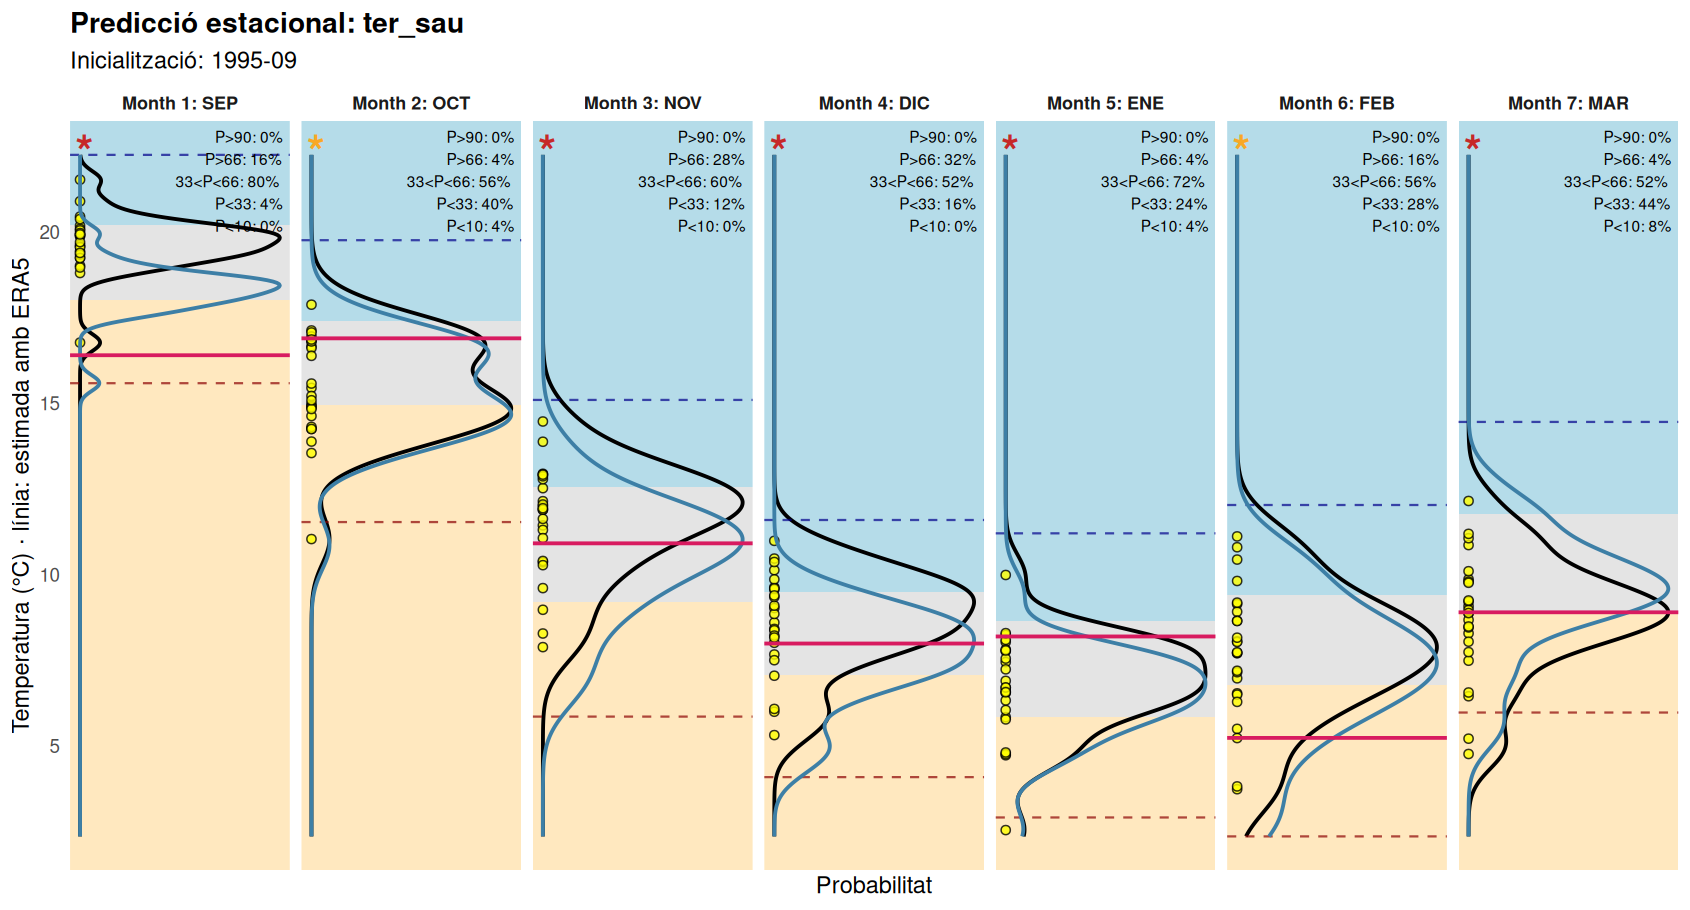 Predicció estacional: ter_sau
Inicialització: 1995-09
Month 1: SEP
Month 2: OCT
Month 3: NOV
Month 4: DIC
Month 5: ENE
Month 6: FEB
Month 7: MAR
*
P>90: 0%
P>66: 16%
33<P<66: 80%
P<33: 4%
P<10: 0%
*
P>90: 0%
P>66: 4%
33<P<66: 56%
P<33: 40%
P<10: 4%
*
P>90: 0%
P>66: 28%
33<P<66: 60%
P<33: 12%
P<10: 0%
*
P>90: 0%
P>66: 32%
33<P<66: 52%
P<33: 16%
P<10: 0%
*
P>90: 0%
P>66: 4%
33<P<66: 72%
P<33: 24%
P<10: 4%
*
P>90: 0%
P>66: 16%
33<P<66: 56%
P<33: 28%
P<10: 0%
*
P>90: 0%
P>66: 4%
33<P<66: 52%
P<33: 44%
P<10: 8%
20
15
10
5
Temperatura (°C) · línia: estimada amb ERA5
Probabilitat